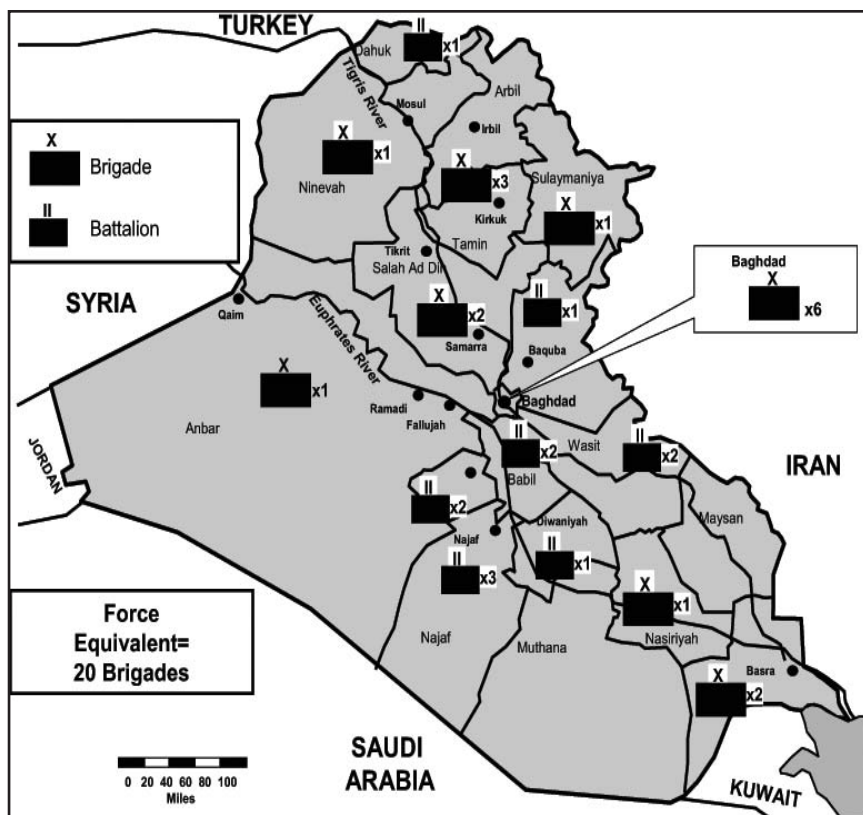 TURKEY
II
x1
Dahuk
Tigris River
Arbil
Mosul
Irbil
X
Brigade
II
Battalion
X
x1
Ninevah
X
x3
Kirkuk
Tamin
Sulaymaniya
X
x1
Tikrit
Salah Ad Din
SYRIA
Baghdad
X
x6
Qaim
Euphrates River
X
x2
Samarra
II
x1
Baquba
X
x1
Anbar
Ramadi
Fallujah
Baghdad
JORDAN
II
x2
Babil
Wasit
II
x2
IRAN
Maysan
II
x2
Najaf
Diwaniyah
II
x1
II
x3
X
x1
Nasiriyah
Force
Equivalent=
20 Brigades
Najaf
Muthana
Basra
X
x2
SAUDI
ARABIA
0 20 40 60 80 100
Miles
KUWAIT